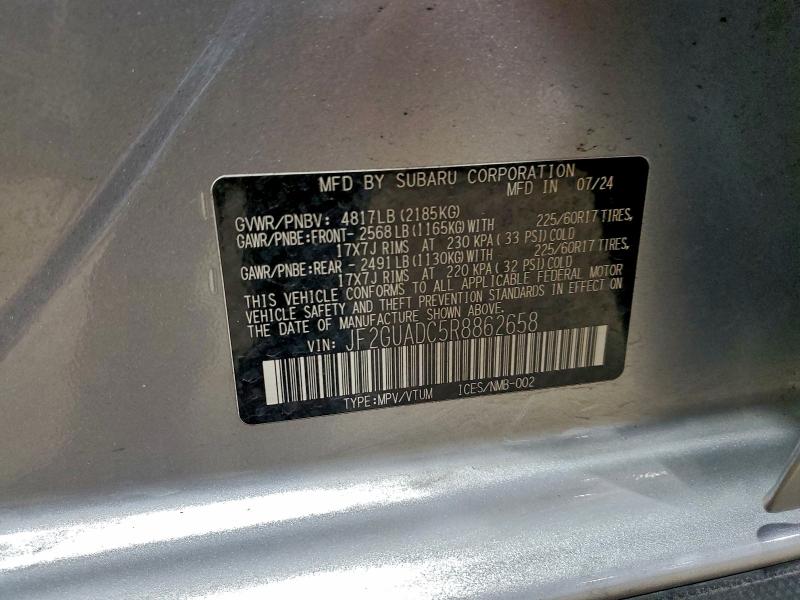 MFD BY SUBARU CORPORATION
MFD IN 07/24
GVWR/PNBV: 4817LB(2185KG)
GAWR/PNBE:FRONT- 2568LB(1165KG)WITH 225/60R17 TIRES,
17X7J RIMS AT 230 KPA (33 PSI)COLD
GAWR/PNBE:REAR - 2491LB(1130KG)WITH 225/60R17 TIRES,
17X7J RIMS AT 220 KPA (32 PSI)COLD
THIS VEHICLE CONFORMS TO ALL APPLICABLE FEDERAL MOTOR
VEHICLE SAFETY AND THEFT PREVENTION STANDARDS IN EFFECT ON
THE DATE OF MANUFACTURE SHOWN ABOVE.
VIN: JF2GUADC5R8862658
TYPE:MPV/VTUM ICES/NMB-002